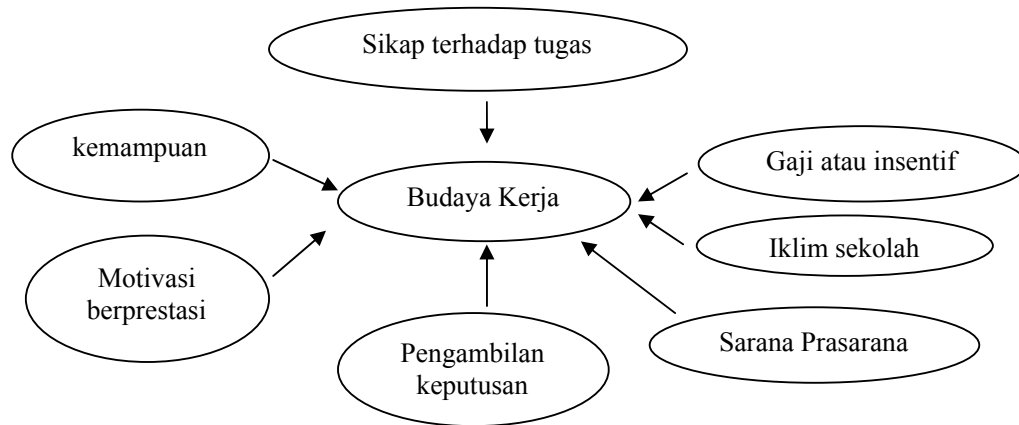 Sikap terhadap tugas
kemampuan
Gaji atau insentif
Budaya Kerja
Iklim sekolah
Motivasi
berprestasi
Sarana Prasarana
Pengambilan
keputusan